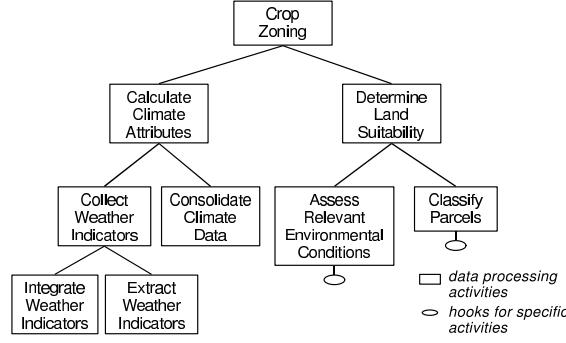 Crop
Zoning
Calculate
Climate
Attributes
Determine
Land
Suitability
Collect
Weather
Indicators
Consolidate
Climate
Data
Assess
Relevant
Environmental
Conditions
Classify
Parcels
Integrate
Weather
Indicators
Extract
Weather
Indicators
data processing
activities
hooks for specific
activities